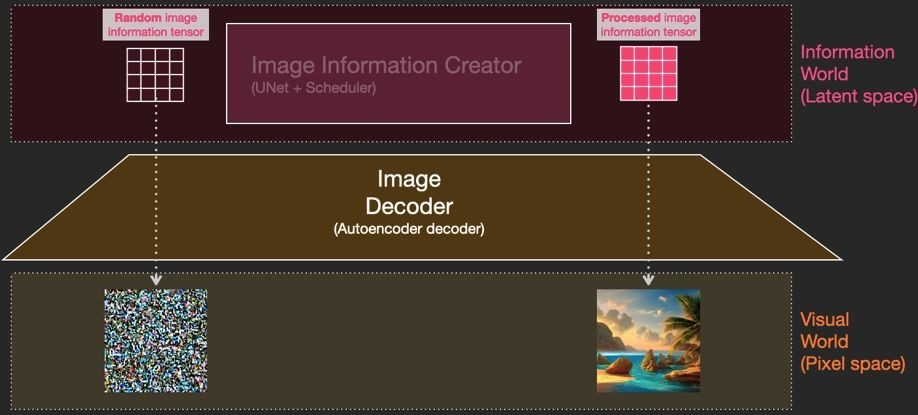 Random image
information tensor
Processed image
information tensor
Image Information Creator
(UNet + Scheduler)
Information
World
(Latent space)
Image
Decoder
(Autoencoder decoder)
Visual
World
(Pixel space)